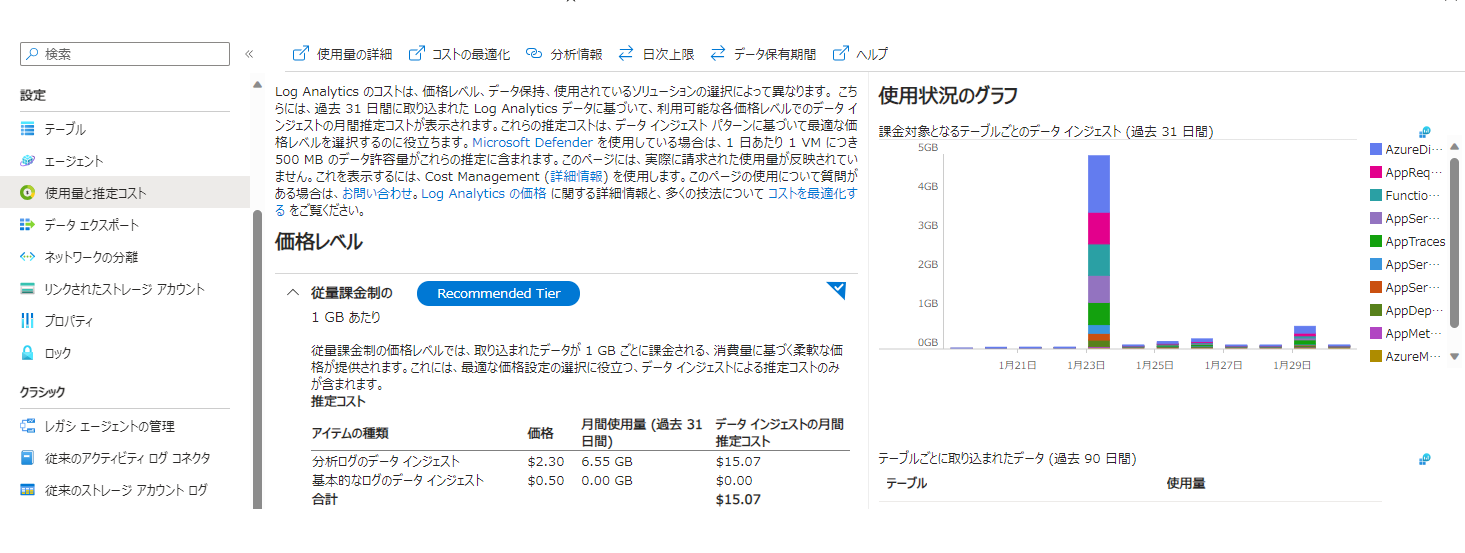 検索
設定
テーブル
エージェント
使用量と推定コスト
データ エクスポート
ネットワークの分離
リンクされたストレージ アカウント
プロパティ
ロック
クラシック
レガシ エージェントの管理
従来のアクティビティ ログ コネクタ
従来のストレージ アカウント ログ
使用量の詳細 コストの最適化 分析情報 日次上限 データ保有期間 ヘルプ
Log Analytics のコストは、価格レベル、データ保持、使用されているソリューションの選択によって異なります。こち
らには、過去 31 日間に取り込まれた Log Analytics データに基づいて、利用可能な各価格レベルでのデータ イ
ンジェストの月間推定コストが表示されます。これらの推定コストは、データ インジェスト パターンに基づいて最適な価
格レベルを選択するのに役立ちます。Microsoft Defender を使用している場合は、1 日あたり 1 VM につき
500 MB のデータ許容量がこれらの推定に含まれます。このページには、実際に請求された使用量が反映されてい
ません。これを表示するには、Cost Management (詳細情報) を使用します。このページの使用について質問が
ある場合は、お問い合わせ。Log Analytics の価格 に関する詳細情報と、多くの技法について コストを最適化す
る をご覧ください。
価格レベル
従量課金制の Recommended Tier
1 GB あたり
従量課金制の価格レベルでは、取り込まれたデータが 1 GB ごとに課金される、消費量に基づく柔軟な価
格が提供されます。これには、最適な価格設定の選択に役立つ、データ インジェストによる推定コストのみ
が含まれます。
推定コスト
アイテムの種類 価格 月間使用量 (過去 31 日間) データ インジェストの月間推定コスト
分析ログのデータ インジェスト $2.30 6.55 GB $15.07
基本的なログのデータ インジェスト $0.50 0.00 GB $0.00
合計 $15.07
使用状況のグラフ
課金対象となるテーブルごとのデータ インジェスト (過去 31 日間)
5GB
4GB
3GB
2GB
1GB
0GB
1月21日 1月23日 1月25日 1月27日 1月29日
AzureDi…
AppReq…
Functio…
AppSer…
AppTraces
AppSer…
AppSer…
AppDep…
AppMet…
AzureM…
テーブルごとに取り込まれたデータ (過去 90 日間)
テーブル 使用量